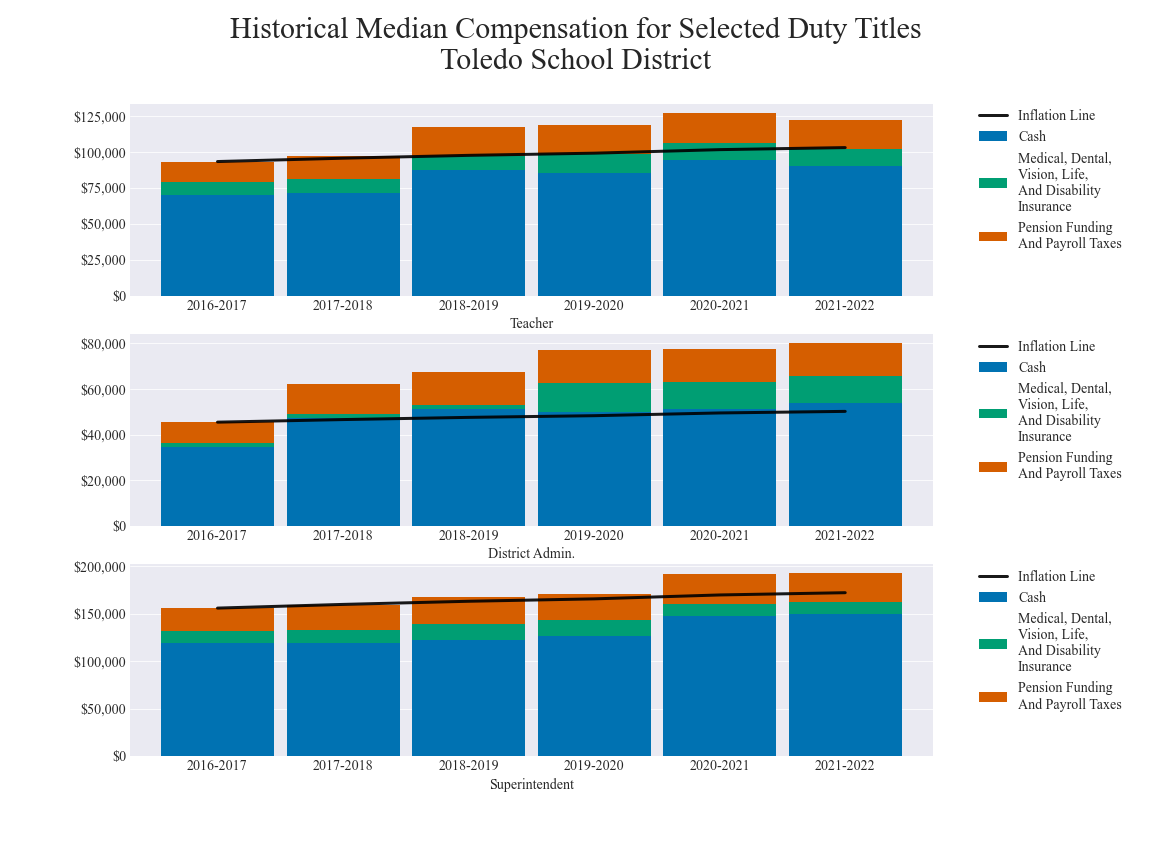 Historical Median Compensation for Selected Duty Titles
Toledo School District
$125,000
$100,000
$75,000
$50,000
$25,000
$0
2016-2017 2017-2018 2018-2019 2019-2020 2020-2021 2021-2022
Teacher
Inflation Line
Cash
Medical, Dental,
Vision, Life,
And Disability
Insurance
Pension Funding
And Payroll Taxes
$80,000
$60,000
$40,000
$20,000
$0
2016-2017 2017-2018 2018-2019 2019-2020 2020-2021 2021-2022
District Admin.
Inflation Line
Cash
Medical, Dental,
Vision, Life,
And Disability
Insurance
Pension Funding
And Payroll Taxes
$200,000
$150,000
$100,000
$50,000
$0
2016-2017 2017-2018 2018-2019 2019-2020 2020-2021 2021-2022
Superintendent
Inflation Line
Cash
Medical, Dental,
Vision, Life,
And Disability
Insurance
Pension Funding
And Payroll Taxes